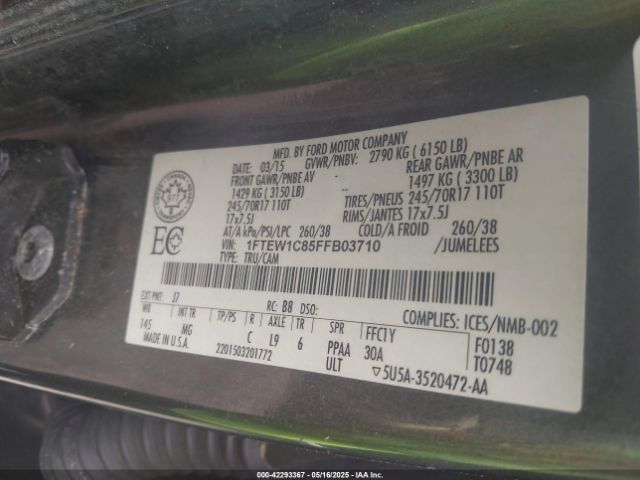 MFD. BY FORD MOTOR COMPANY
DATE: 03/15 GVWR/PNBV: 2790 KG ( 6150 LB)
FRONT GAWR/PNBE AV REAR GAWR/PNBE AR
1429 KG ( 3150 LB) 1497 KG ( 3300 LB)
245/70R17 110T TIRES/PNEUS 245/70R17 110T
17x7.5J RIMS/JANTES 17x7.5J
AT/A kPa/PSI/LPC 260/38 COLD/A FROID 260/38
VIN: 1FTEW1C85FFB03710 /JUMELEES
TYPE: TRU/CAM
EC
EXT PNT: J7 RC: B8 DSO: COMPLIES: ICES/NMB-002
WB INT TR TP/PS R AXLE TR SPR FFC1Y F0138
145 MG C L9 6 PPAA 30A T0748
MADE IN U.S.A. 2201503201772 ULT ▽5U5A-3520472-AA
000-42293367 - 05/16/2025 - IAA Inc.